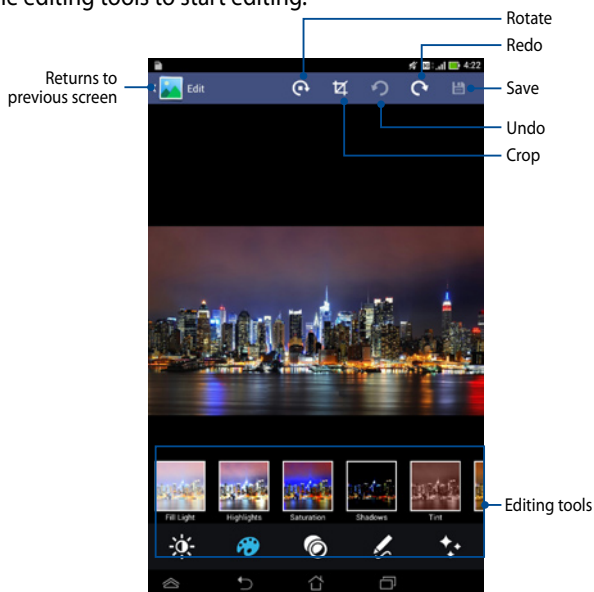 ne editing tools to start editing.
Rotate
Redo
4:22
Returns to
previous screen
Edit
Save
Undo
Crop
Fill Light
Highlights
Saturation
Shadows
Tint
Editing tools